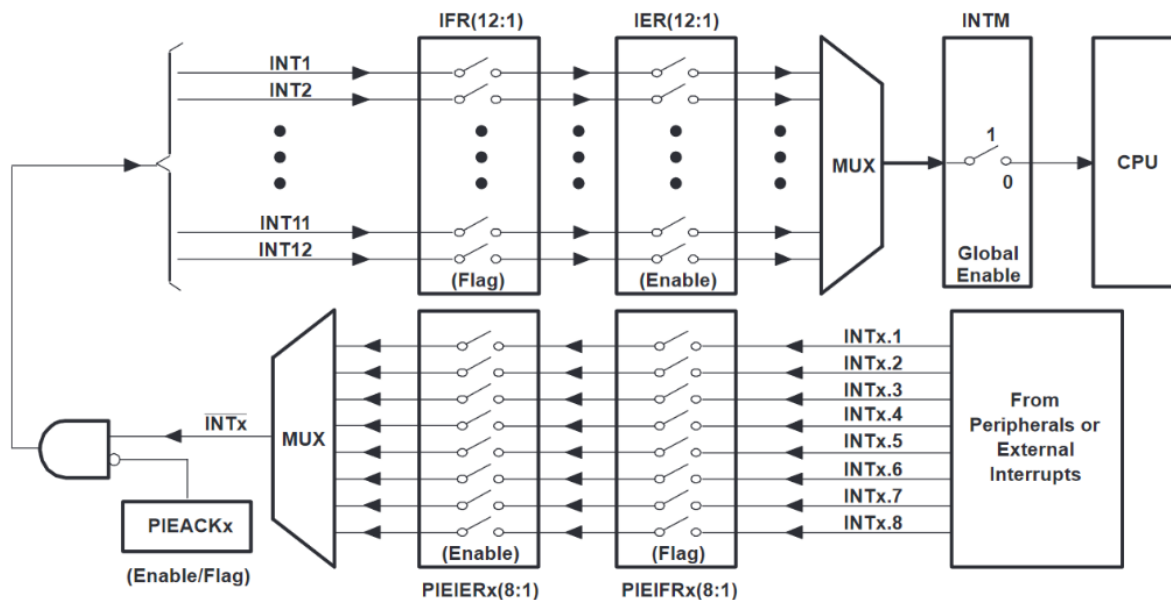 IFR(12:1)
IER(12:1)
INTM
INT1
INT2
INT11
INT12
(Flag)
(Enable)
MUX
1
0
Global
Enable
CPU
INTx
PIEACKx
(Enable/Flag)
MUX
(Enable)
PIEIERx(8:1)
(Flag)
PIEIFRx(8:1)
INTx.1
INTx.2
INTx.3
INTx.4
INTx.5
INTx.6
INTx.7
INTx.8
From
Peripherals or
External
Interrupts